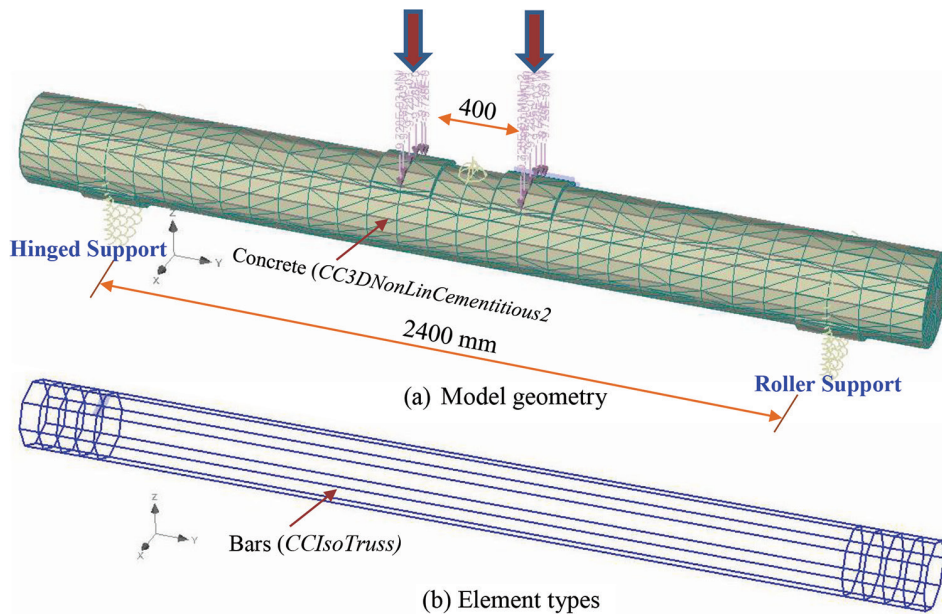 400
Hinged Support
Z
Y
X
Concrete (CC3DNonLinCementitious2
2400 mm
Roller Support
(a) Model geometry
Z
Y
X
Bars (CCIsoTruss)
(b) Element types